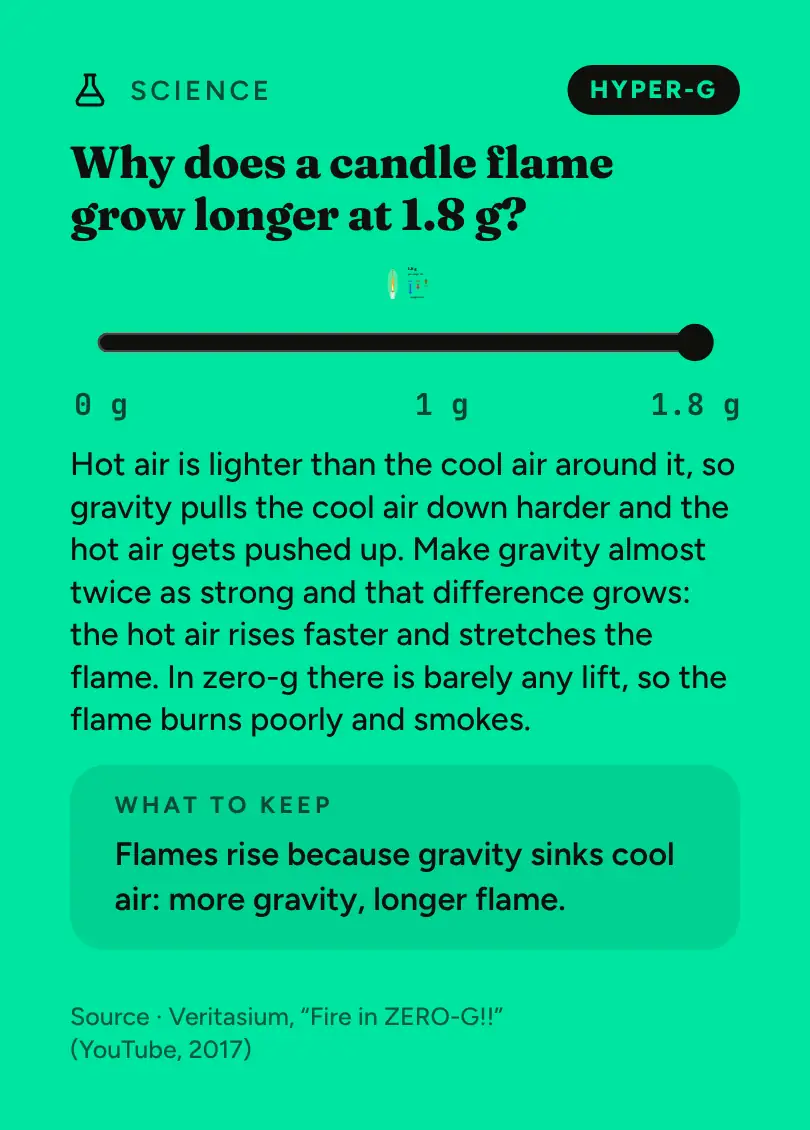 SCIENCE
HYPER-G
Why does a candle flame
grow longer at 1.8 g?
0 g 1 g 1.8 g
Hot air is lighter than the cool air around it, so
gravity pulls the cool air down harder and the
hot air gets pushed up. Make gravity almost
twice as strong and that difference grows:
the hot air rises faster and stretches the
flame. In zero-g there is barely any lift, so the
flame burns poorly and smokes.
WHAT TO KEEP
Flames rise because gravity sinks cool
air: more gravity, longer flame.
Source · Veritasium, “Fire in ZERO-G!!”
(YouTube, 2017)